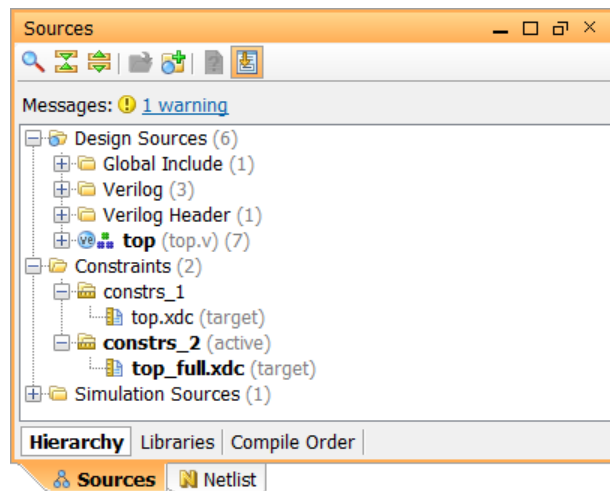 Sources
Messages: 1 warning
Design Sources (6)
Global Include (1)
Verilog (3)
Verilog Header (1)
ve top (top.v) (7)
Constraints (2)
constrs_1
top.xdc (target)
constrs_2 (active)
top_full.xdc (target)
Simulation Sources (1)
Hierarchy Libraries Compile Order
Sources Netlist